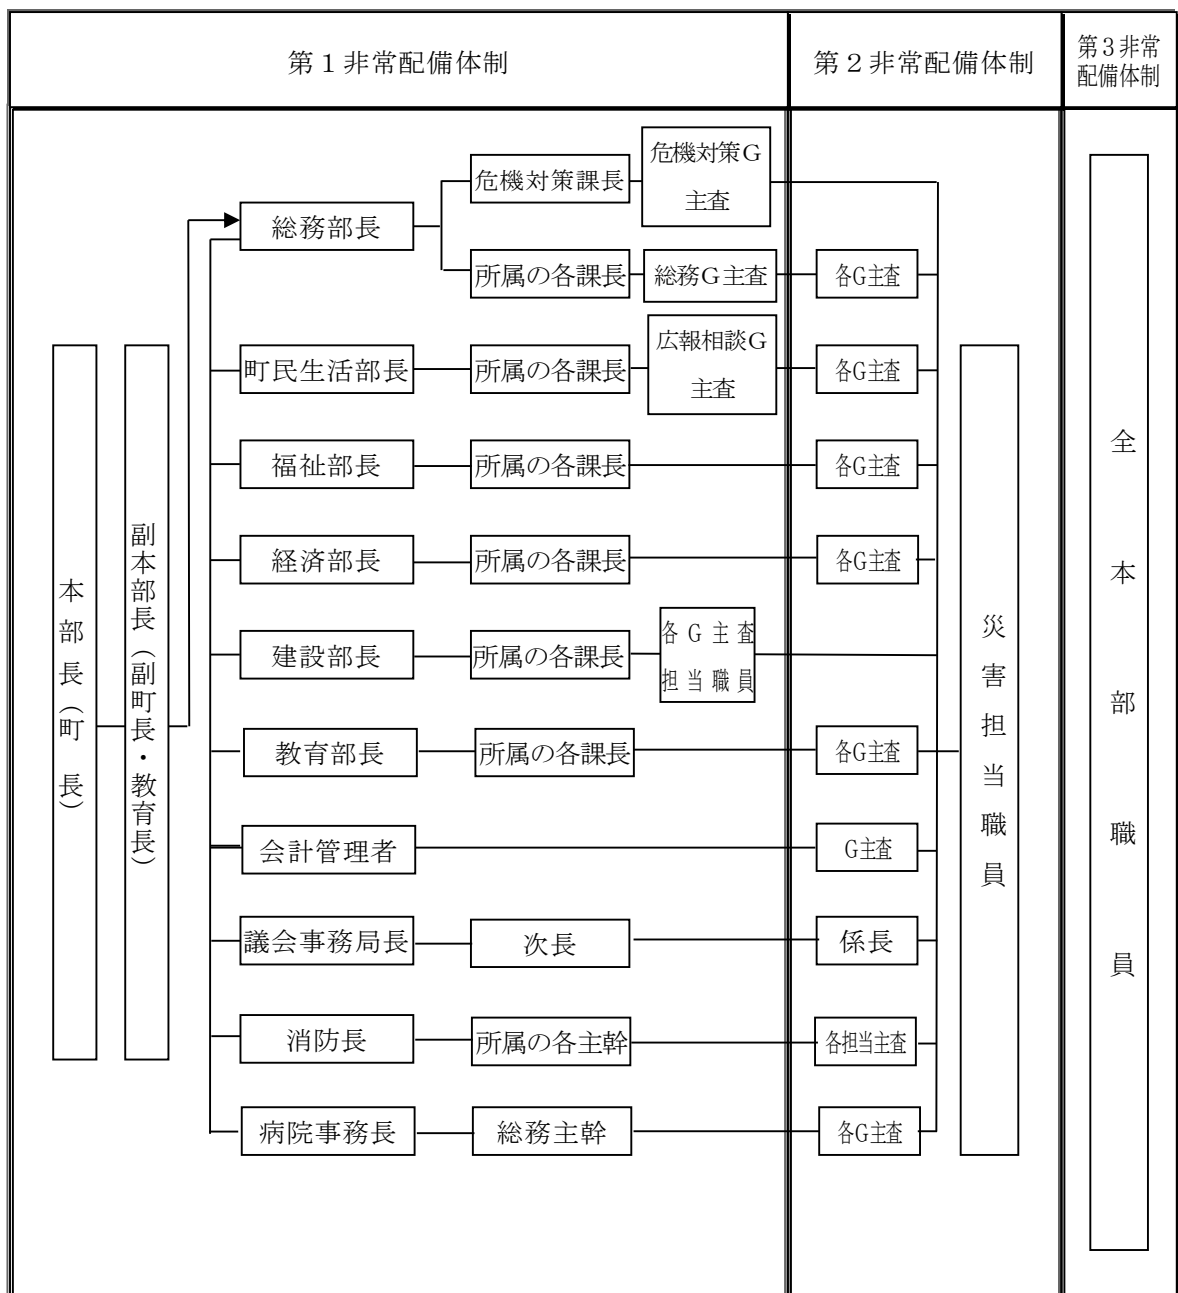 第１非常配備体制
第２非常配備体制
第３非常
配備体制
本部長（町　長）
副本部長（副町長・教育長）
総務部長
危機対策課長
危機対策Ｇ
主査
所属の各課長
総務Ｇ主査
各Ｇ主査
町民生活部長
所属の各課長
広報相談Ｇ
主査
各Ｇ主査
福祉部長
所属の各課長
各Ｇ主査
経済部長
所属の各課長
各Ｇ主査
建設部長
所属の各課長
各Ｇ主査
担当職員
教育部長
所属の各課長
各Ｇ主査
会計管理者
Ｇ主査
議会事務局長
次長
係長
消防長
所属の各主幹
各担当主査
病院事務長
総務主幹
各Ｇ主査
災害担当職員
全本部職員